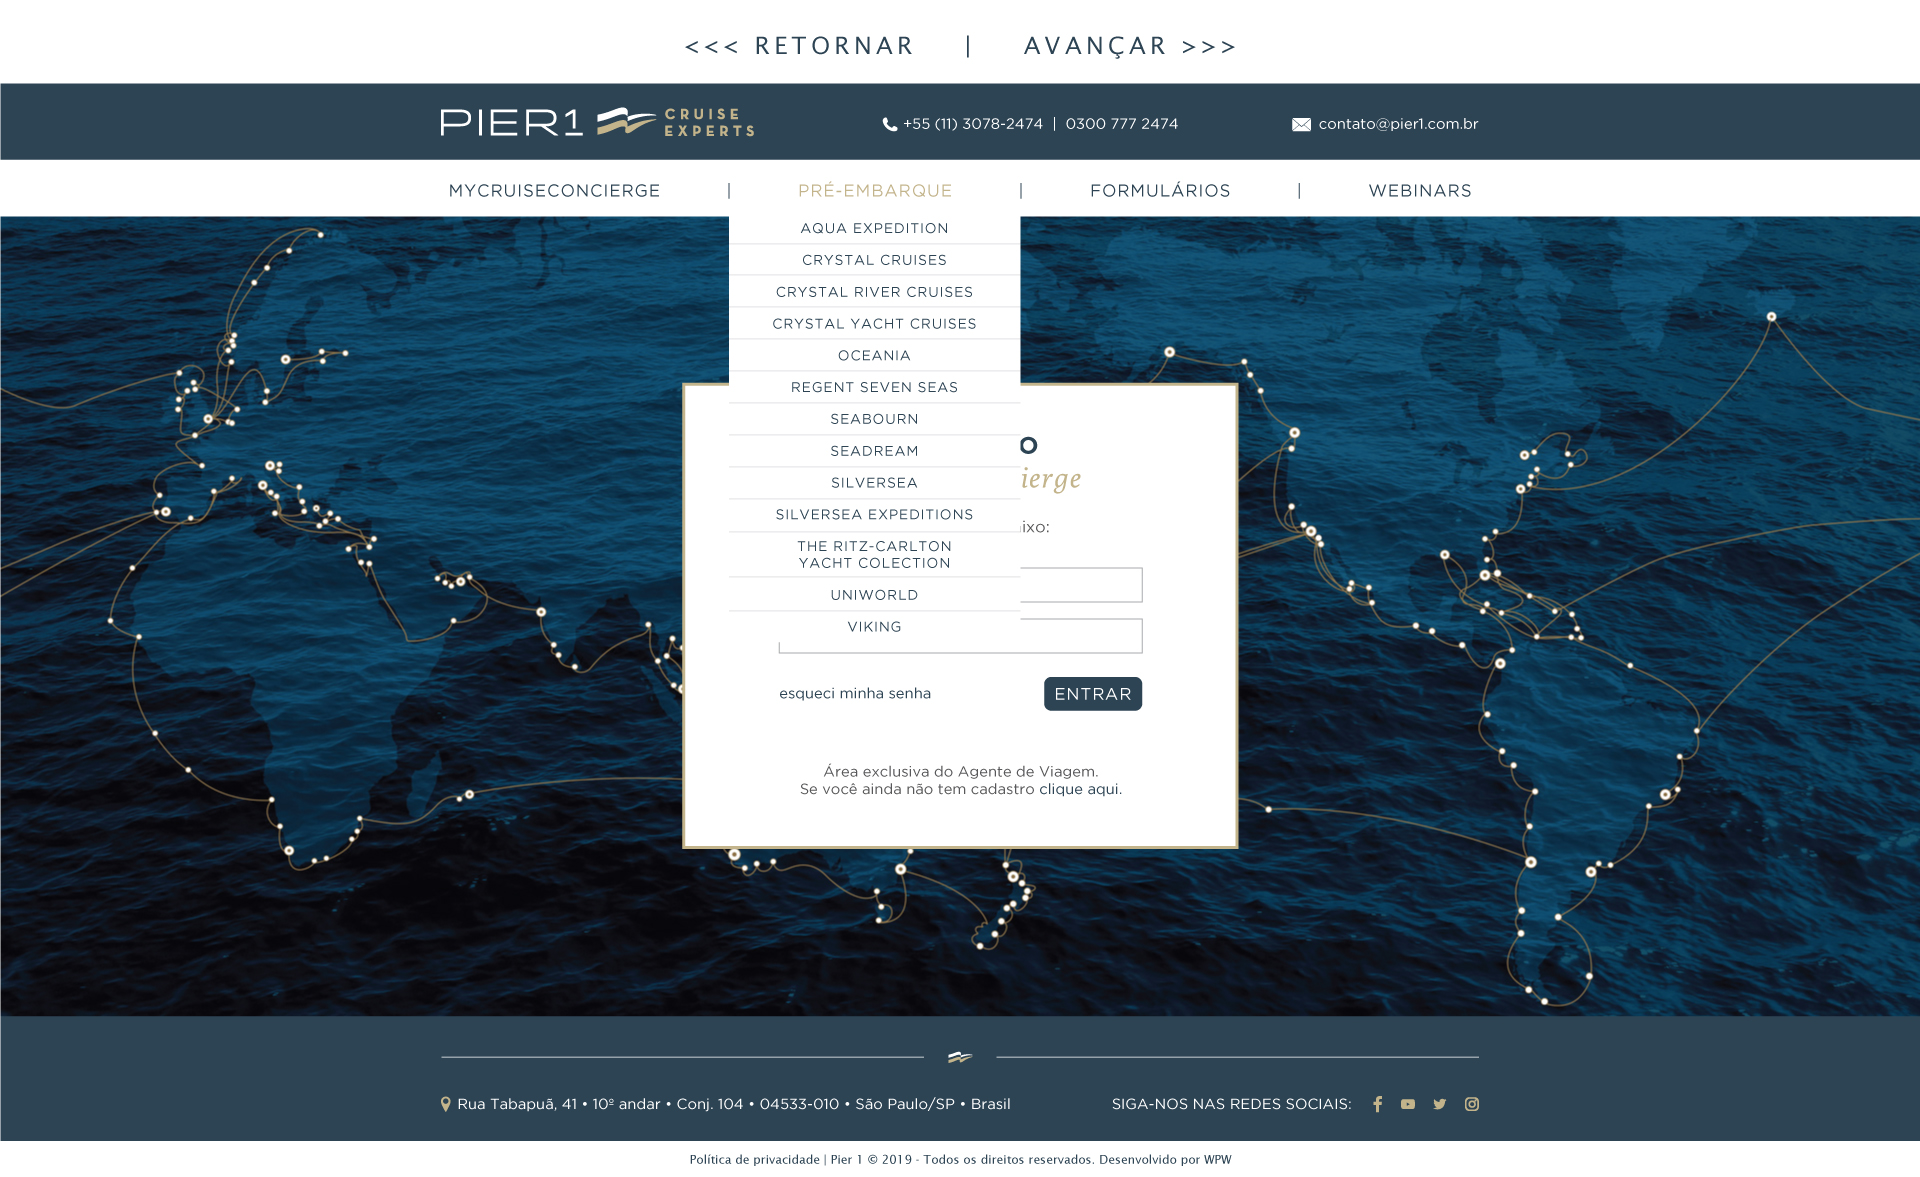 <<< RETORNAR | AVANÇAR >>>
PIER1 CRUISE EXPERTS
+55 (11) 3078-2474 | 0300 777 2474
contato@pier1.com.br
MYCRUISECONCIERGE | PRÉ-EMBARQUE | FORMULÁRIOS | WEBINARS
AQUA EXPEDITION
CRYSTAL CRUISES
CRYSTAL RIVER CRUISES
CRYSTAL YACHT CRUISES
OCEANIA
REGENT SEVEN SEAS
SEABOURN
SEADREAM
SILVERSEA
SILVERSEA EXPEDITIONS
THE RITZ-CARLTON
YACHT COLECTION
UNIWORLD
VIKING
esqueci minha senha
ENTRAR
Área exclusiva do Agente de Viagem.
Se você ainda não tem cadastro clique aqui.
Rua Tabapuã, 41 • 10º andar • Conj. 104 • 04533-010 • São Paulo/SP • Brasil
SIGA-NOS NAS REDES SOCIAIS:
Política de privacidade | Pier 1 © 2019 - Todos os direitos reservados. Desenvolvido por WPW